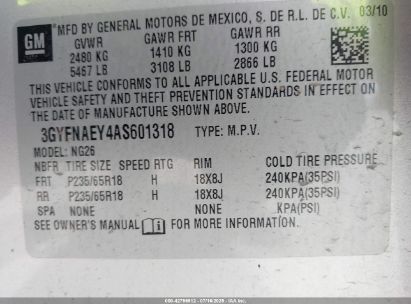 GM
MFD BY GENERAL MOTORS DE MEXICO, S. DE R.L. DE C.V. 03/10
GVWR GAWR FRT GAWR RR
2480 KG 1410 KG 1300 KG
5467 LB 3108 LB 2866 LB
THIS VEHICLE CONFORMS TO ALL APPLICABLE U.S. FEDERAL MOTOR
VEHICLE SAFETY AND THEFT PREVENTION STANDARDS IN EFFECT ON
THE DATE OF MANUFACTURE SHOWN ABOVE.
3GYFNAEY4AS601318 TYPE: M.P.V.
MODEL: NG26
NBFR TIRE SIZE SPEED RTG RIM COLD TIRE PRESSURE
FRT P235/65R18 H 18X8J 240KPA(35PSI)
RR P235/65R18 H 18X8J 240KPA(35PSI)
SPA NONE NONE KPA(PSI)
SEE OWNER'S MANUAL FOR MORE INFORMATION.